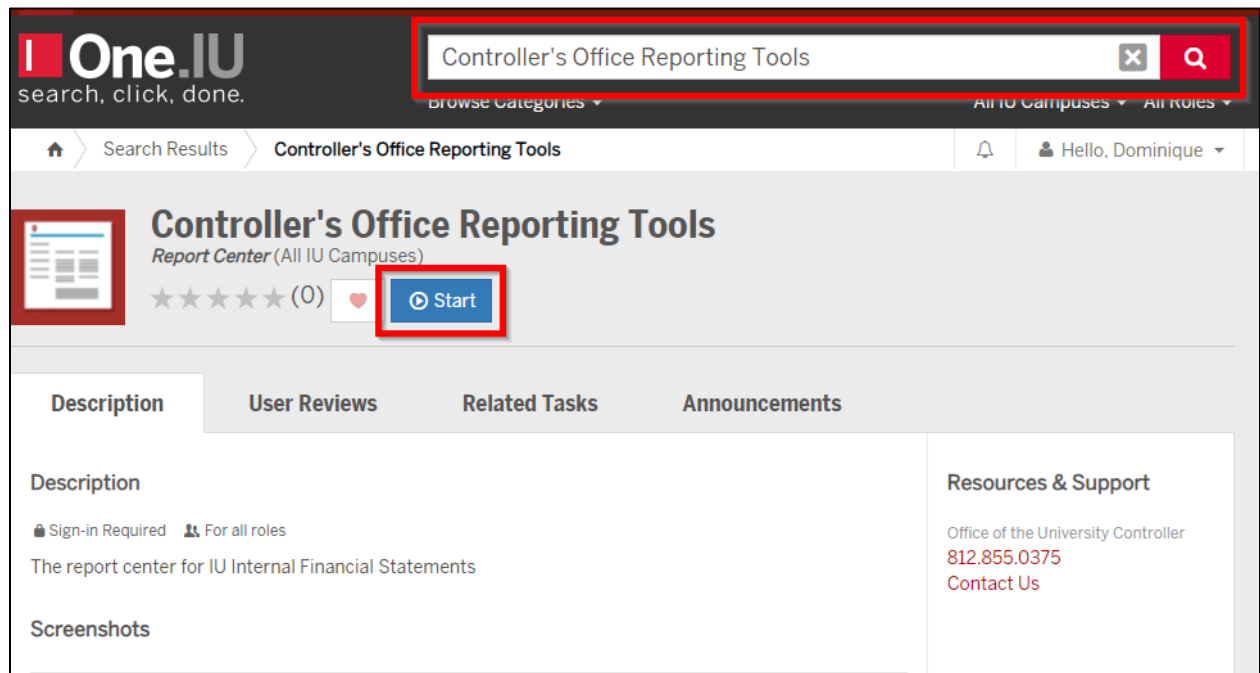 One.IU
search, click, done.
Controller's Office Reporting Tools
Browse Categories
All IU Campuses All Roles
Search Results Controller's Office Reporting Tools Hello, Dominique
Controller's Office Reporting Tools
Report Center (All IU Campuses)
(0) Start
Description User Reviews Related Tasks Announcements
Description
Sign-in Required For all roles
The report center for IU Internal Financial Statements
Screenshots
Resources & Support
Office of the University Controller
812.855.0375
Contact Us